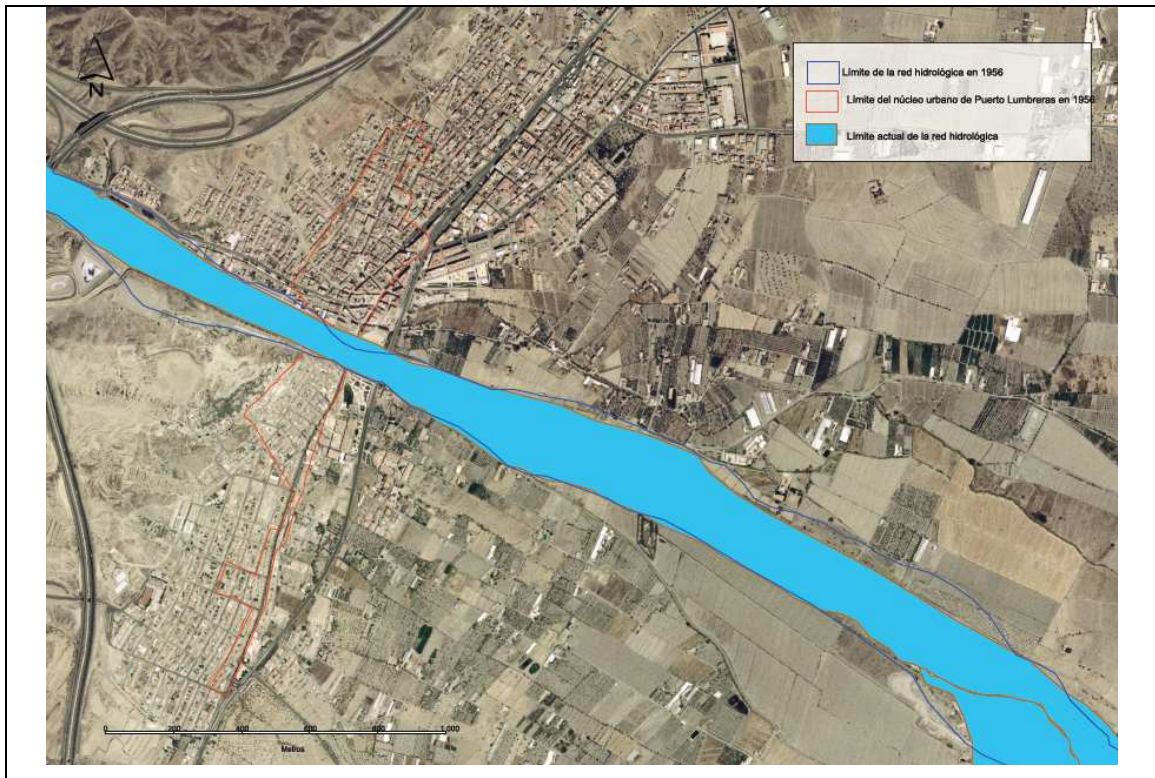 N
Límite de la red hidrológica en 1956
Límite del núcleo urbano de Puerto Lumbreras en 1956
Límite actual de la red hidrológica
0 200 400 600 800 1.000
Metros